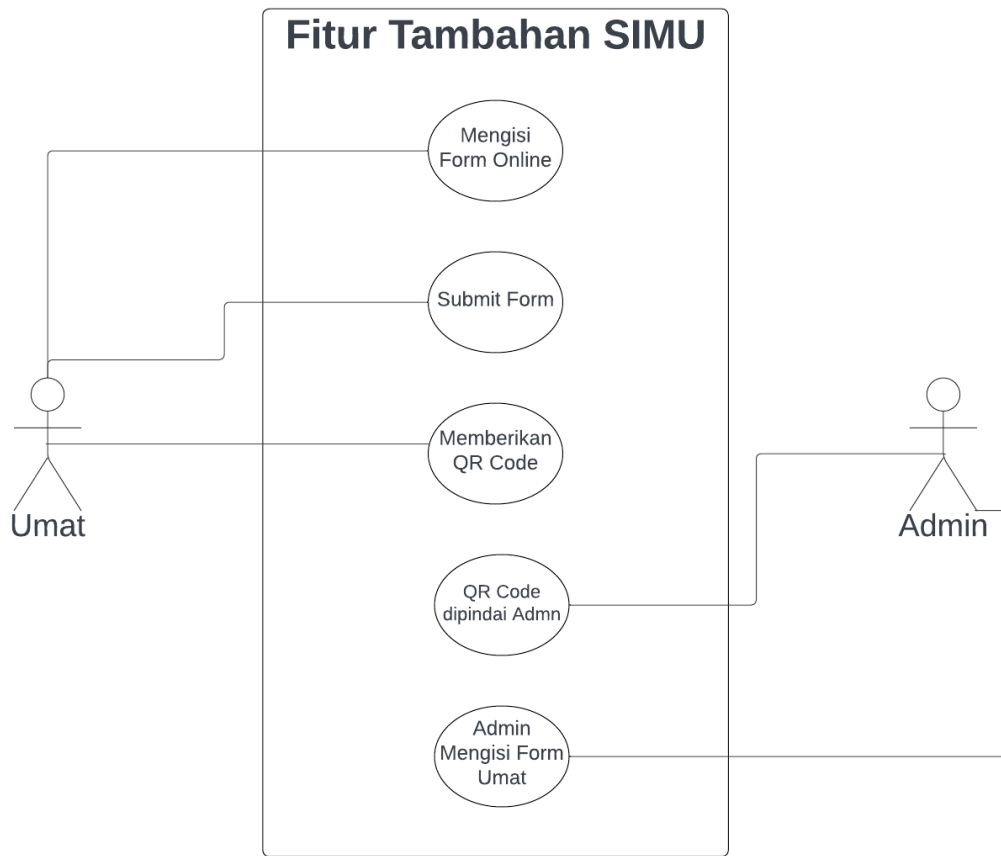 Fitur Tambahan SIMU
Mengisi
Form Online
Submit Form
Memberikan
QR Code
Umat
Admin
QR Code
dipindai Admn
Admin
Mengisi Form
Umat